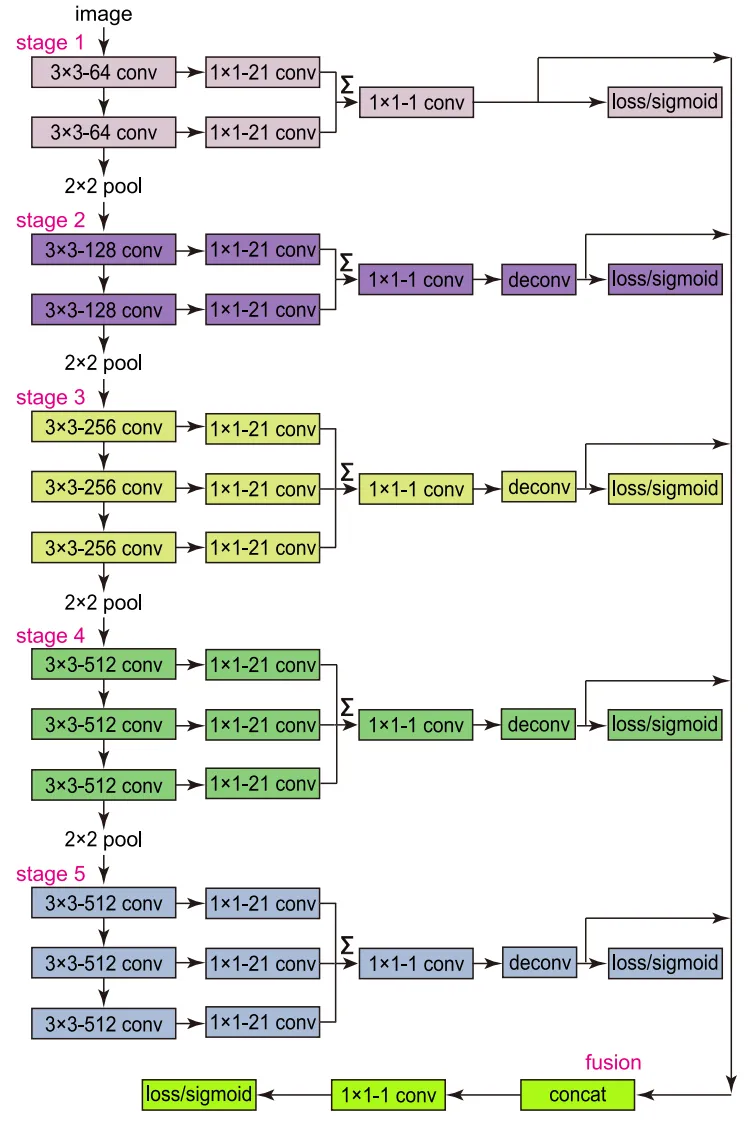 image
stage 1
3×3-64 conv 1×1-21 conv
Σ
1×1-1 conv loss/sigmoid
3×3-64 conv 1×1-21 conv
2×2 pool
stage 2
3×3-128 conv 1×1-21 conv
Σ
1×1-1 conv deconv loss/sigmoid
3×3-128 conv 1×1-21 conv
2×2 pool
stage 3
3×3-256 conv 1×1-21 conv
Σ
3×3-256 conv 1×1-21 conv 1×1-1 conv deconv loss/sigmoid
3×3-256 conv 1×1-21 conv
2×2 pool
stage 4
3×3-512 conv 1×1-21 conv
Σ
3×3-512 conv 1×1-21 conv 1×1-1 conv deconv loss/sigmoid
3×3-512 conv 1×1-21 conv
2×2 pool
stage 5
3×3-512 conv 1×1-21 conv
Σ
3×3-512 conv 1×1-21 conv 1×1-1 conv deconv loss/sigmoid
3×3-512 conv 1×1-21 conv
fusion
loss/sigmoid 1×1-1 conv concat